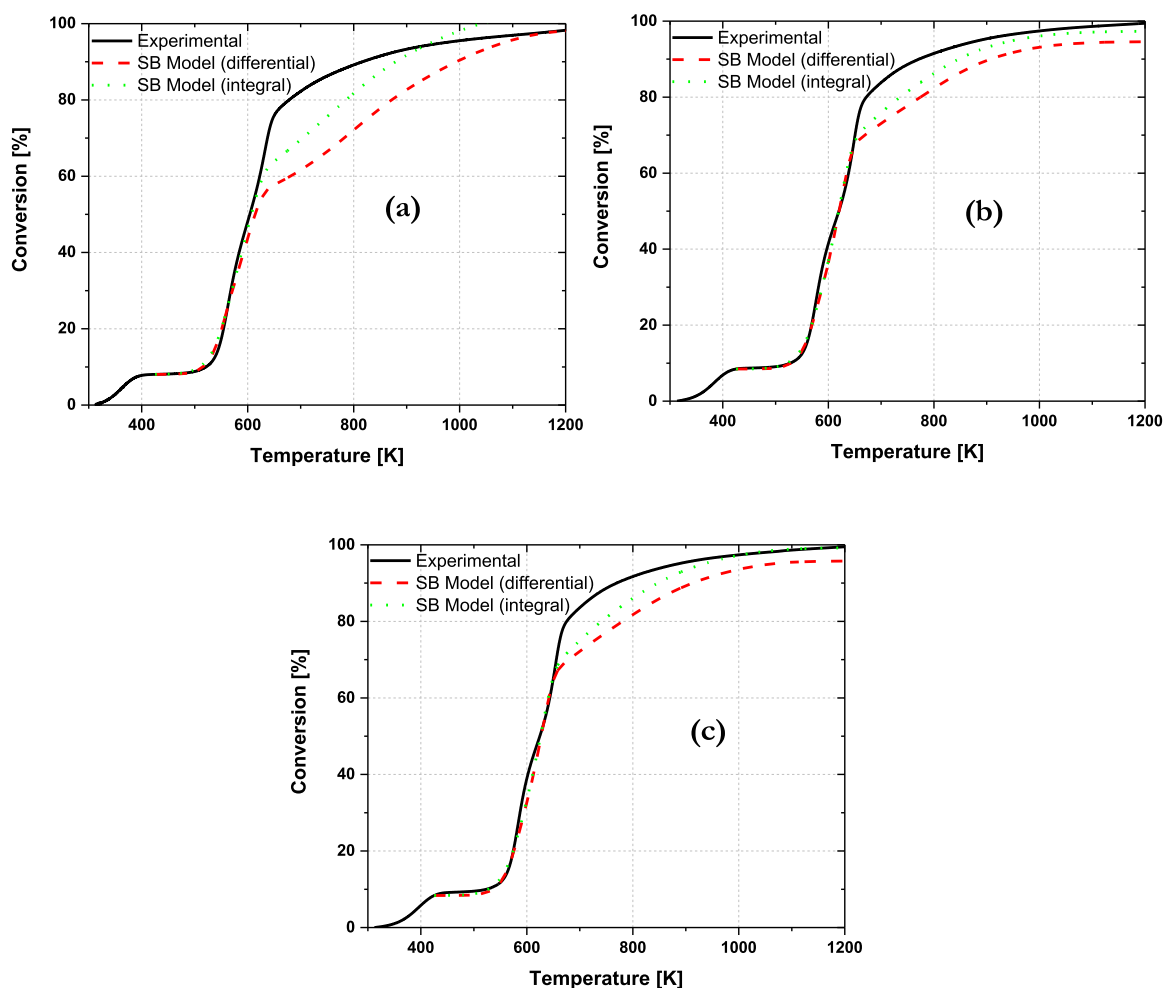 100
80
60
40
20
0
Conversion [%]
Experimental
SB Model (differential)
SB Model (integral)
(a)
400 600 800 1000 1200
Temperature [K]
100
80
60
40
20
0
Conversion [%]
Experimental
SB Model (differential)
SB Model (integral)
(b)
400 600 800 1000 1200
Temperature [K]
100
80
60
40
20
0
Conversion [%]
Experimental
SB Model (differential)
SB Model (integral)
(c)
400 600 800 1000 1200
Temperature [K]